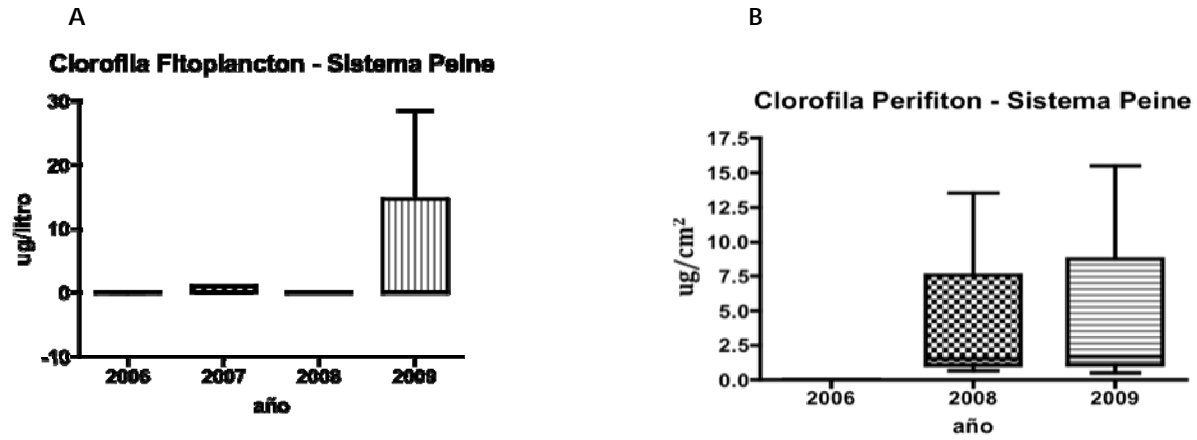 A
Clorofila Fitoplancton - Sistema Peine
30
20
10
0
-10
ug/litro
2006 2007 2008 2009
año
B
Clorofila Perifiton - Sistema Peine
17.5
15.0
12.5
10.0
7.5
5.0
2.5
0.0
ug/cm²
2006 2008 2009
año